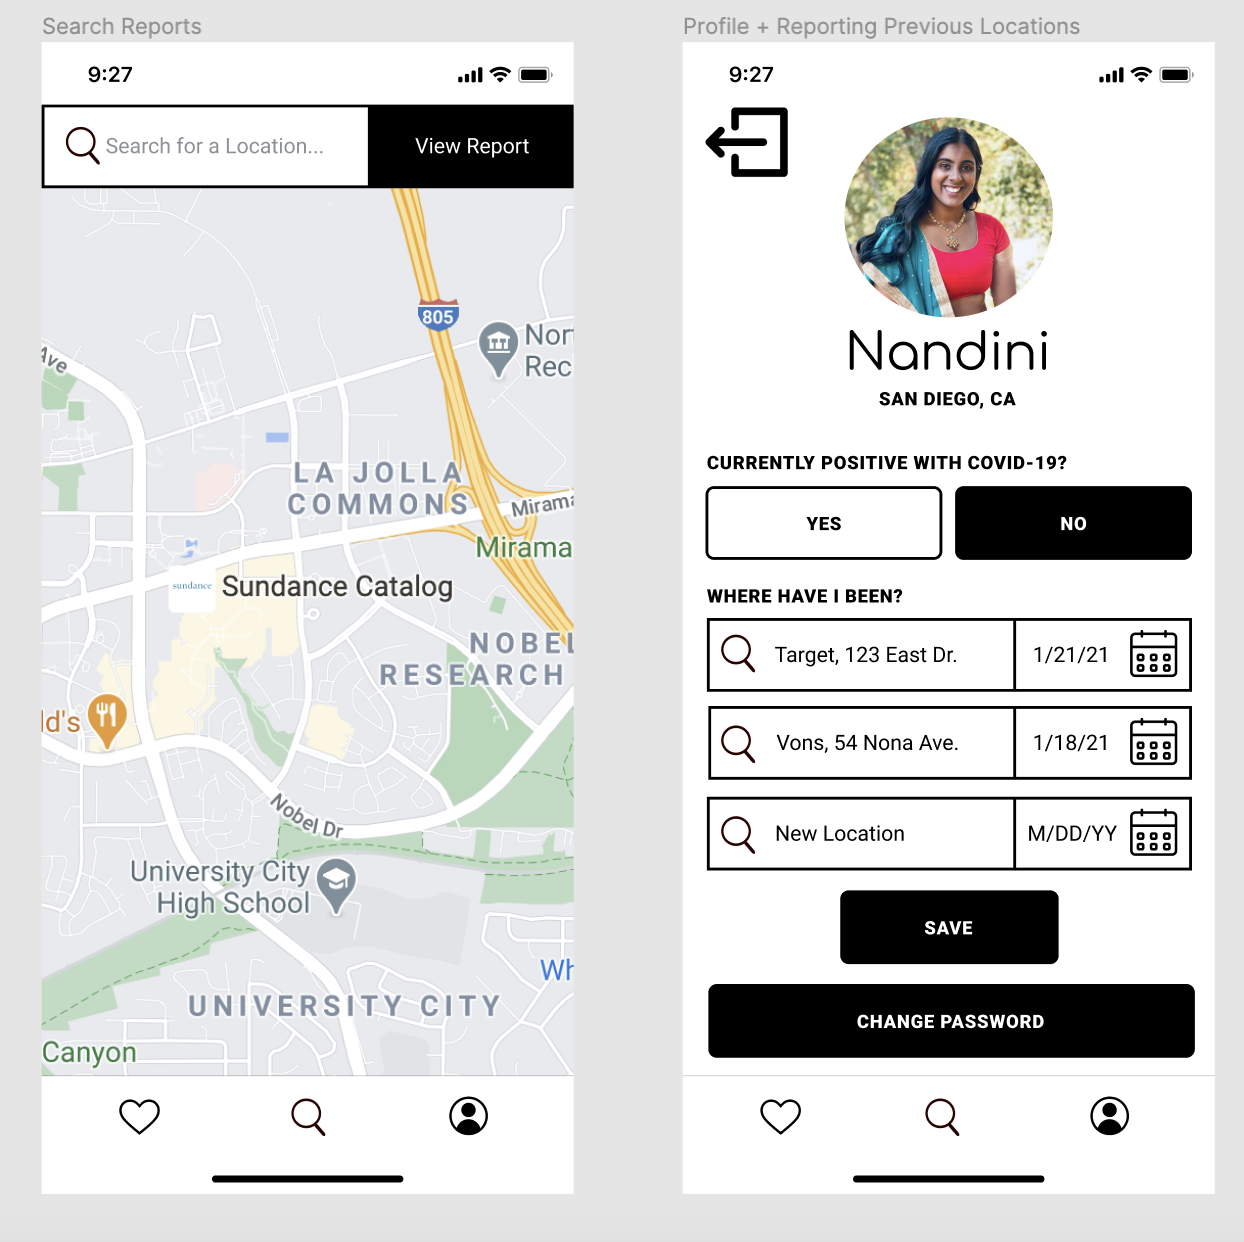 Search Reports
9:27
Search for a Location...
View Report
805
Nor
Rec
Ave
LA JOLLA
COMMONS
Mirama
Mirama
sundance
Sundance Catalog
NOBEL
RESEARCH
ld's
Nobel Dr
University City
High School
Wh
UNIVERSITY CITY
Canyon
Profile + Reporting Previous Locations
9:27
Nandini
SAN DIEGO, CA
CURRENTLY POSITIVE WITH COVID-19?
YES
NO
WHERE HAVE I BEEN?
Target, 123 East Dr.
1/21/21
Vons, 54 Nona Ave.
1/18/21
New Location
M/DD/YY
SAVE
CHANGE PASSWORD